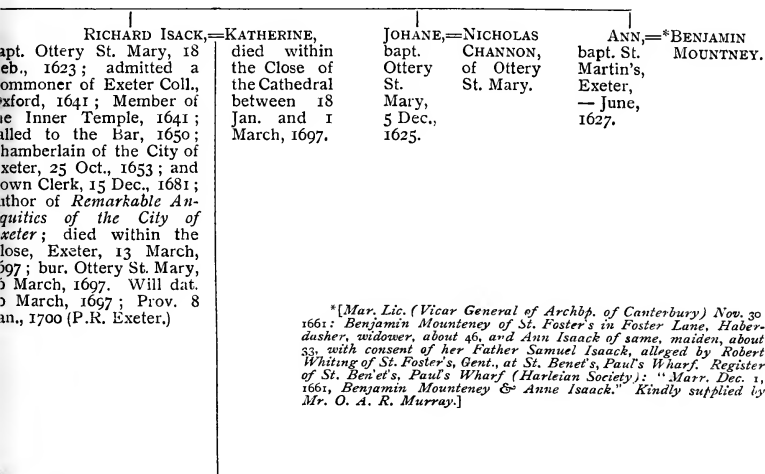 RICHARD ISACK,=KATHERINE,
apt. Ottery St. Mary, 18
eb., 1623; admitted a
ommoner of Exeter Coll.,
xford, 1641; Member of
e Inner Temple, 1641;
alled to the Bar, 1650;
hamberlain of the City of
xeter, 25 Oct., 1653; and
own Clerk, 15 Dec., 1681;
uthor of Remarkable An-
quitics of the City of
xeter; died within the
lose, Exeter, 13 March,
697; bur. Ottery St. Mary,
March, 1697. Will dat.
March, 1697; Prov. 8
an., 1700 (P.R. Exeter.)
died within
the Close of
the Cathedral
between 18
Jan. and 1
March, 1697.
JOHANE,=NICHOLAS
bapt. CHANNON,
Ottery of Ottery
St. St. Mary.
Mary,
5 Dec.,
1625.
ANN,=*BENJAMIN
bapt. St. MOUNTNEY.
Martin's,
Exeter,
— June,
1627.
*[Mar. Lic. (Vicar General of Archbp. of Canterbury) Nov. 30
1661: Benjamin Mounteney of St. Foster's in Foster Lane, Haber-
dasher, widower, about 46, and Ann Isaack of same, maiden, about
33, with consent of her Father Samuel Isaack, alleged by Robert
Whiting of St. Foster's, Gent., at St. Benet's, Paul's Wharf. Register
of St. Benet's, Paul's Wharf (Harleian Society): "Marr. Dec. 1,
1661, Benjamin Mounteney & Anne Isaack." Kindly supplied by
Mr. O. A. R. Murray.]